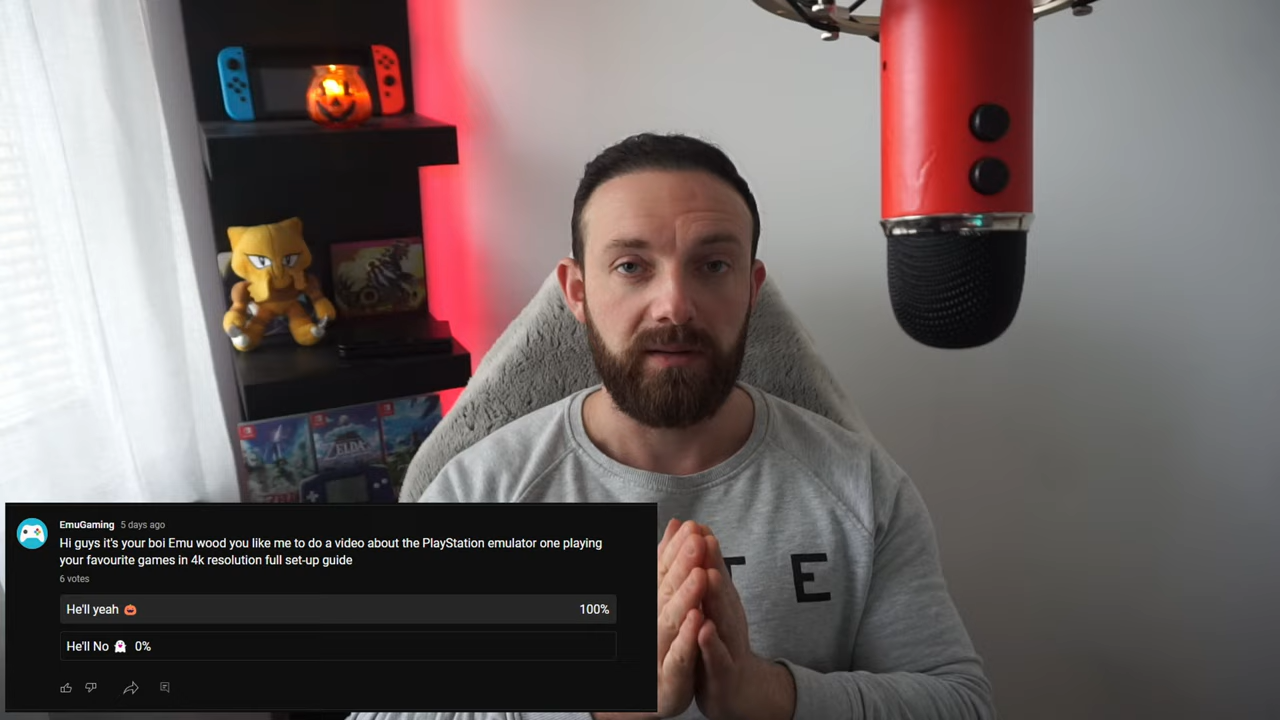 ZELDA
EmuGaming 5 days ago
Hi guys it's your boi Emu wood you like me to do a video about the PlayStation emulator one playing
your favourite games in 4k resolution full set-up guide
6 votes
He'll yeah 🎃 100%
He'll No 👻 0%
T E